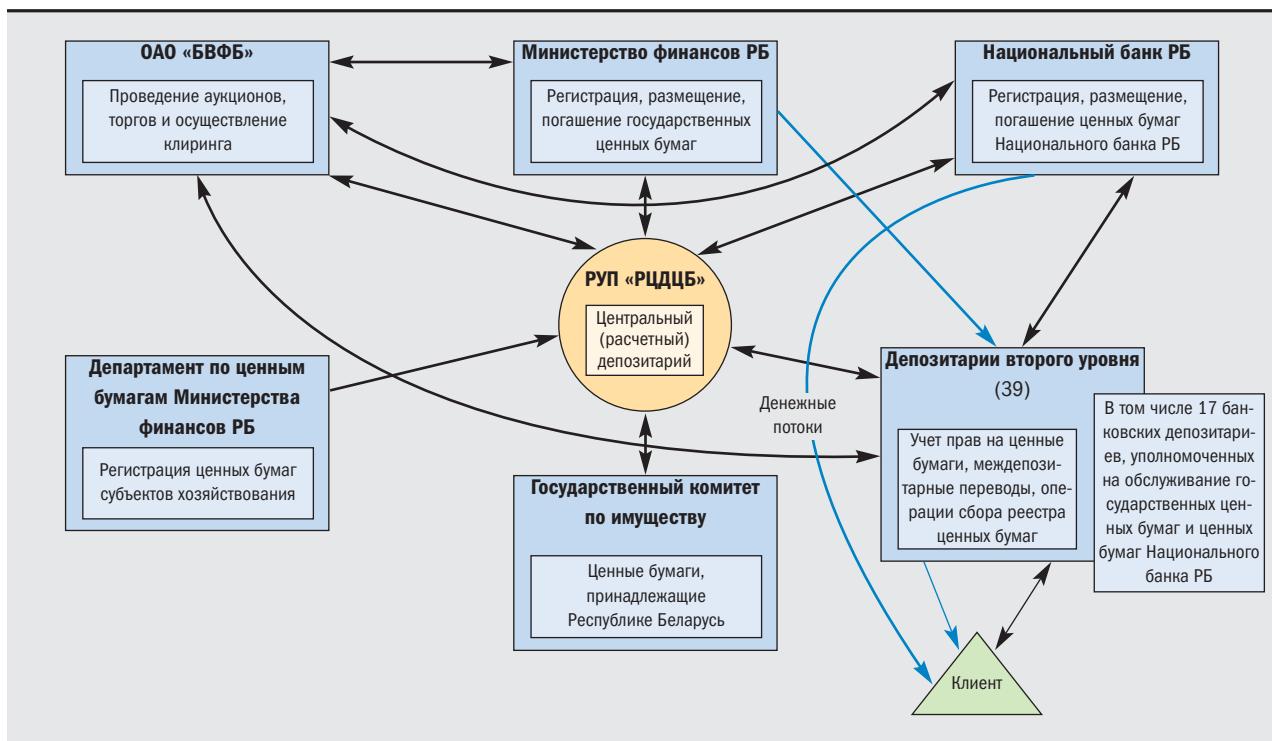 ОАО «БВФБ»
Проведение аукционов,
торгов и осуществление
клиринга
Министерство финансов РБ
Регистрация, размещение,
погашение государственных
ценных бумаг
Национальный банк РБ
Регистрация, размещение,
погашение ценных бумаг
Национального банка РБ
РУП «РЦДЦБ»
Центральный
(расчетный)
депозитарий
Департамент по ценным
бумагам Министерства
финансов РБ
Регистрация ценных бумаг
субъектов хозяйствования
Государственный комитет
по имуществу
Ценные бумаги,
принадлежащие
Республике Беларусь
Денежные
потоки
Депозитарии второго уровня
(39)
Учет прав на ценные
бумаги, междепози-
тарные переводы, опе-
рации сбора реестра
ценных бумаг
В том числе 17 бан-
ковских депозитари-
ев, уполномоченных
на обслуживание го-
сударственных цен-
ных бумаг и ценных
бумаг Национального
банка РБ
Клиент